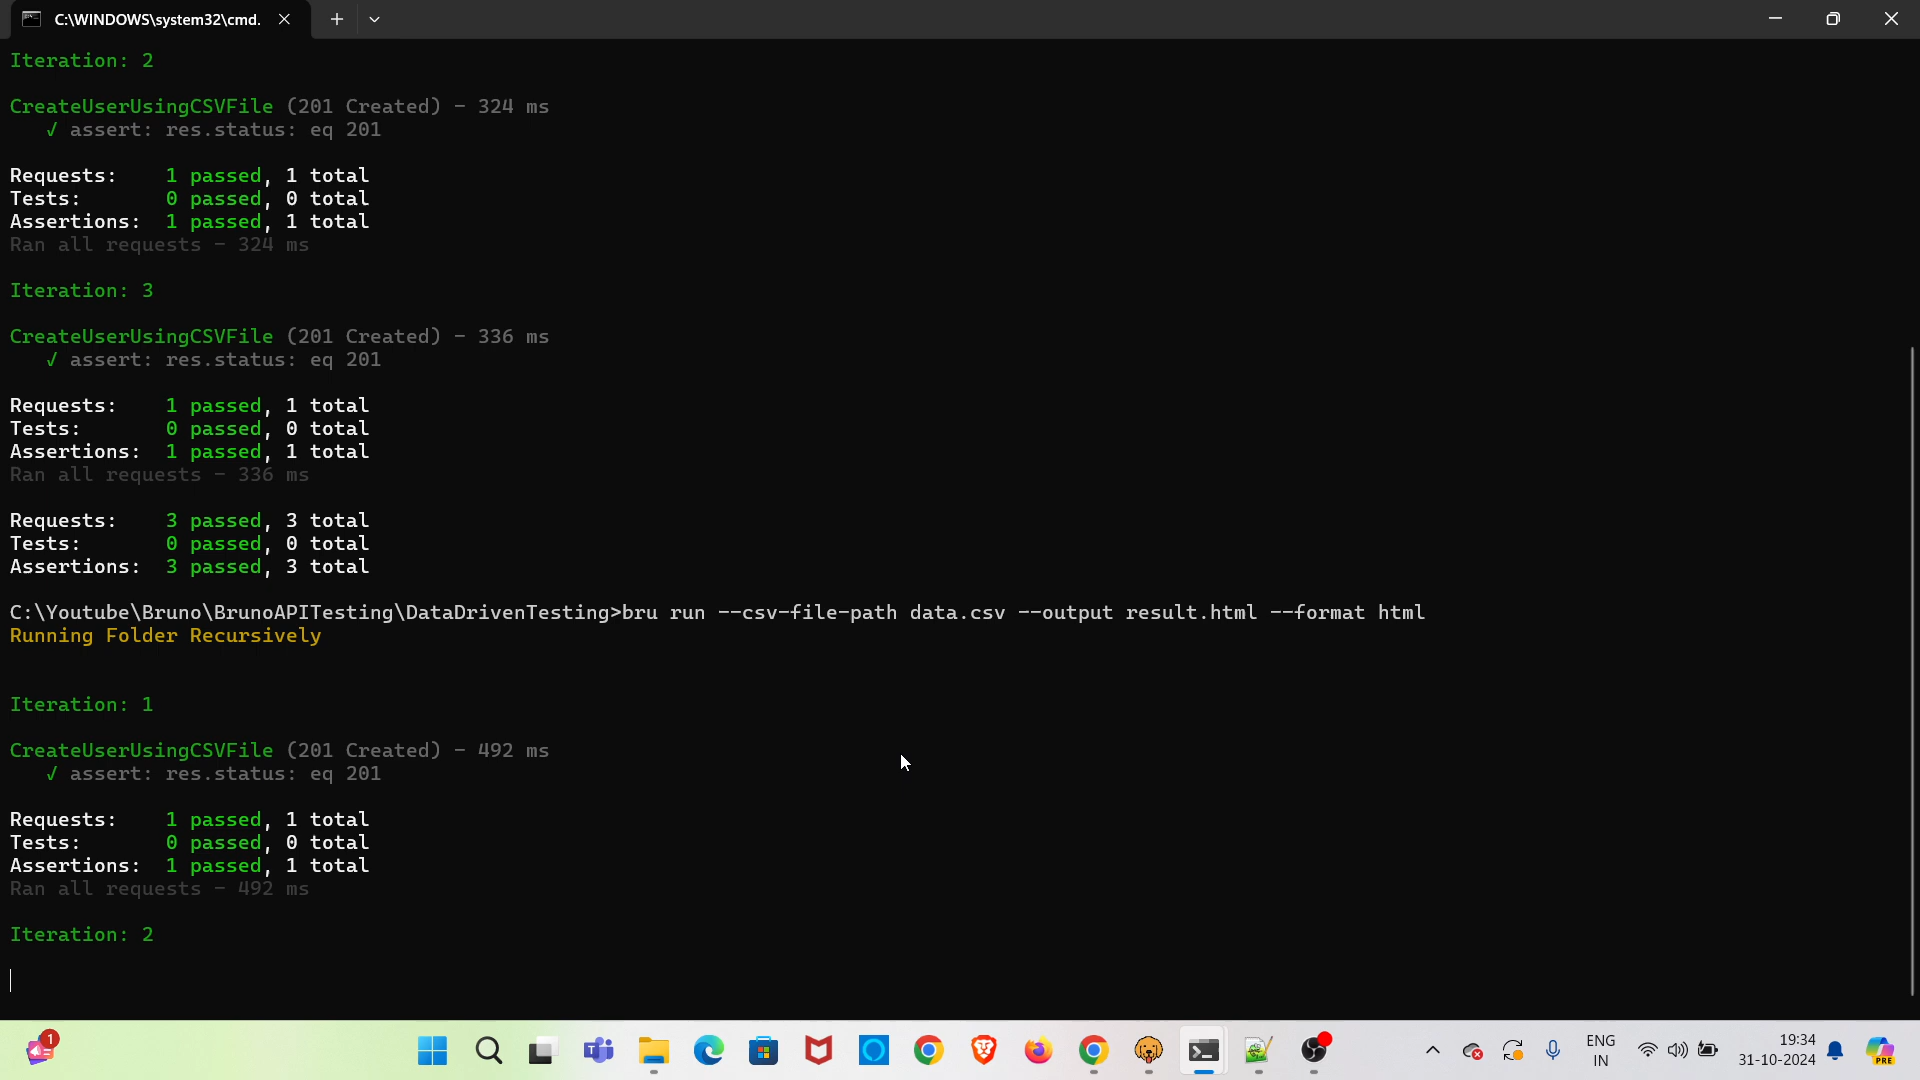 C:\WINDOWS\system32\cmd.
Iteration: 2
CreateUserUsingCSVFile (201 Created) - 324 ms
√ assert: res.status: eq 201
Requests: 1 passed, 1 total
Tests: 0 passed, 0 total
Assertions: 1 passed, 1 total
Ran all requests - 324 ms
Iteration: 3
CreateUserUsingCSVFile (201 Created) - 336 ms
√ assert: res.status: eq 201
Requests: 1 passed, 1 total
Tests: 0 passed, 0 total
Assertions: 1 passed, 1 total
Ran all requests - 336 ms
Requests: 3 passed, 3 total
Tests: 0 passed, 0 total
Assertions: 3 passed, 3 total
C:\Youtube\Bruno\BrunoAPITesting\DataDrivenTesting>bru run --csv-file-path data.csv --output result.html --format html
Running Folder Recursively
Iteration: 1
CreateUserUsingCSVFile (201 Created) - 492 ms
√ assert: res.status: eq 201
Requests: 1 passed, 1 total
Tests: 0 passed, 0 total
Assertions: 1 passed, 1 total
Ran all requests - 492 ms
Iteration: 2
1
ENG
IN
19:34
31-10-2024
PRE